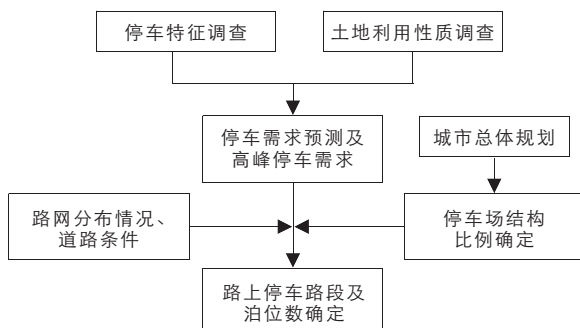 停车特征调查
土地利用性质调查
停车需求预测及
高峰停车需求
城市总体规划
路网分布情况、
道路条件
停车场结构
比例确定
路上停车路段及
泊位数确定